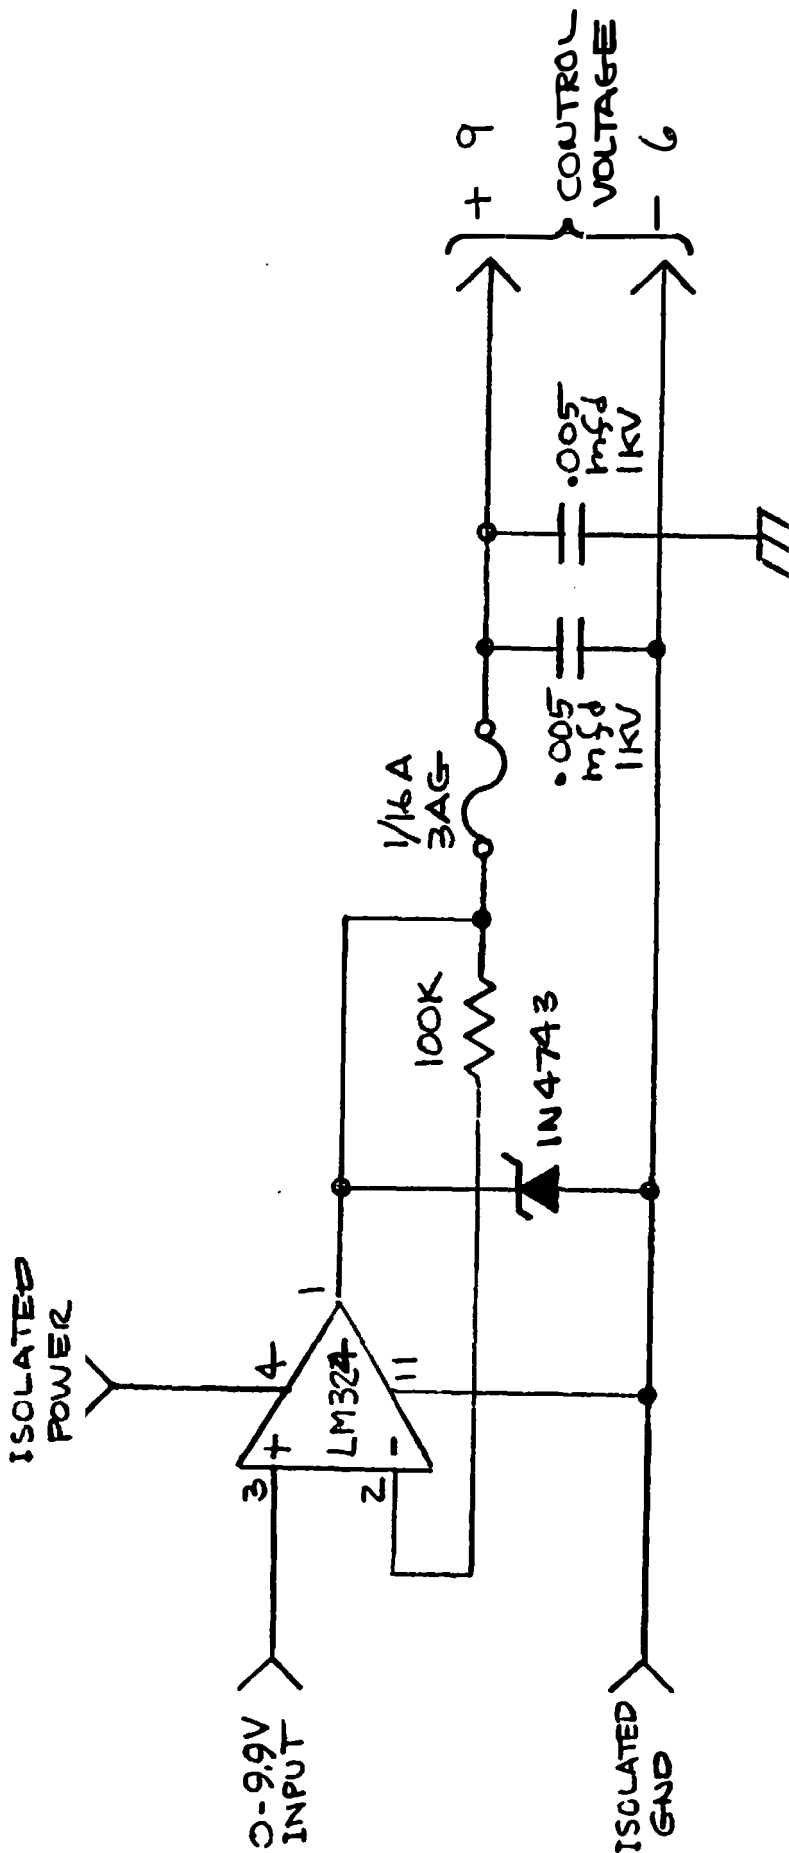 ISOLATED
POWER
0-9.9V
INPUT
3
+
4
LM324
1
2
-
11
ISOLATED
GND
100K
1N4743
1/16A
3AG
.005
mfd
1KV
.005
mfd
1KV
+ 9
CONTROL
VOLTAGE
- 6